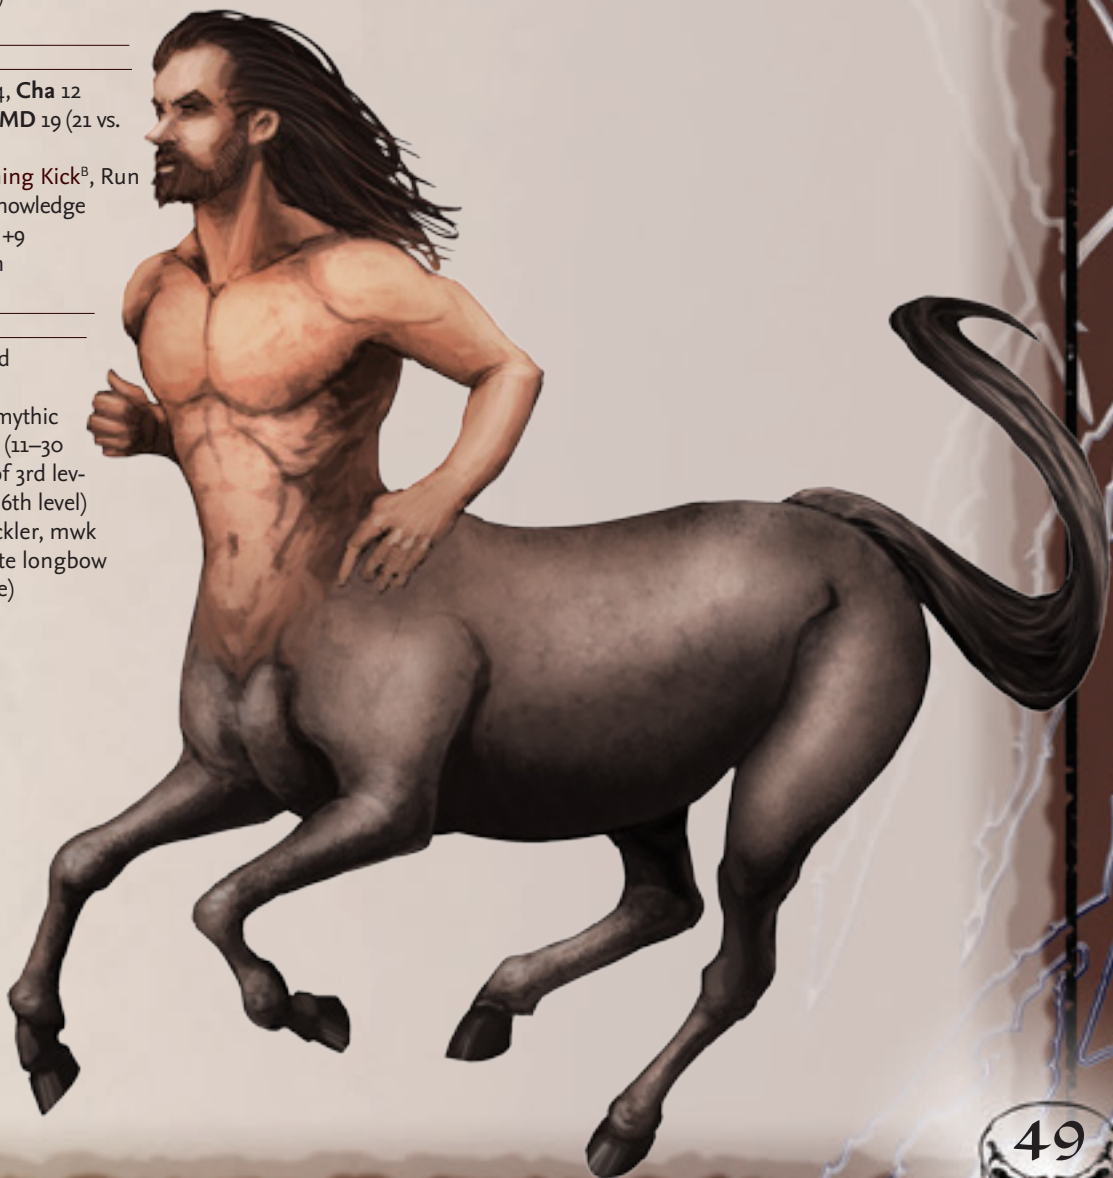 )
4, Cha 12
MD 19 (21 vs.
ing Kickᴮ, Run
nowledge
+9
n
d
mythic
(11–30
of 3rd lev-
6th level)
ckler, mwk
te longbow
e)
49